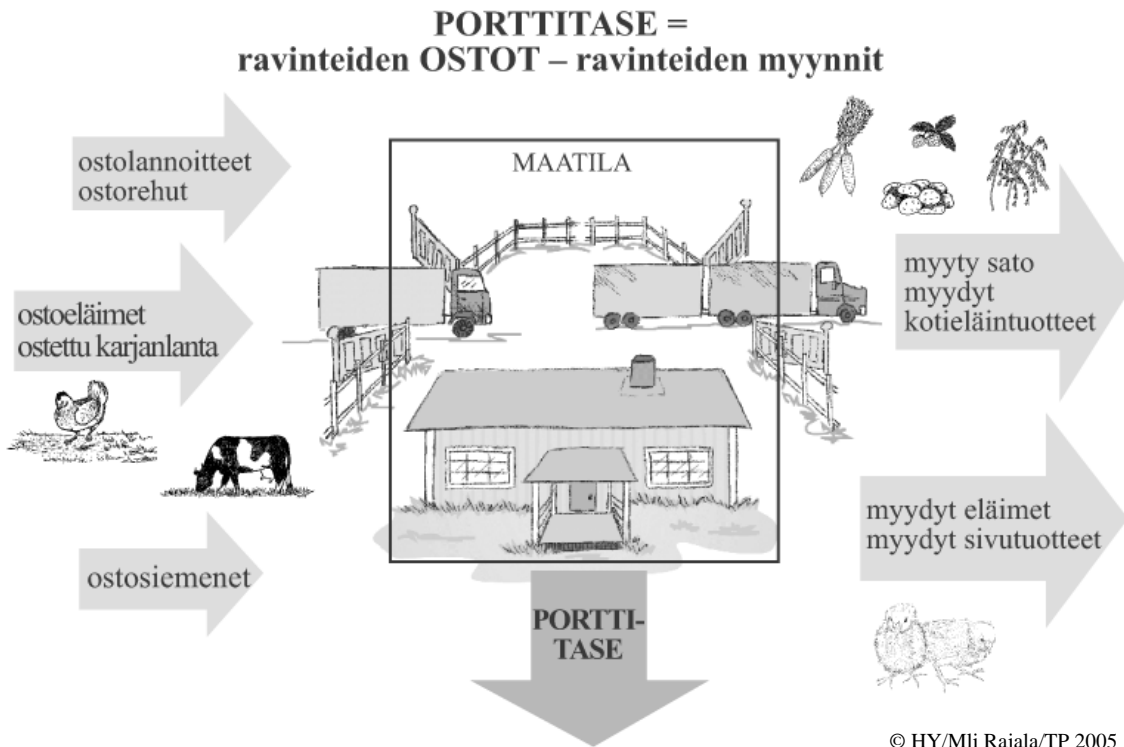 PORTTITASE =
ravinteiden OSTOT – ravinteiden myynnit
ostolannoitteet
ostorehut
MAATILA
ostoeläimet
ostettu karjanlanta
myyty sato
myydyt
kotieläintuotteet
ostosiemenet
myydyt eläimet
myydyt sivutuotteet
PORTTI-
TASE
© HY/Mli Rajala/TP 2005